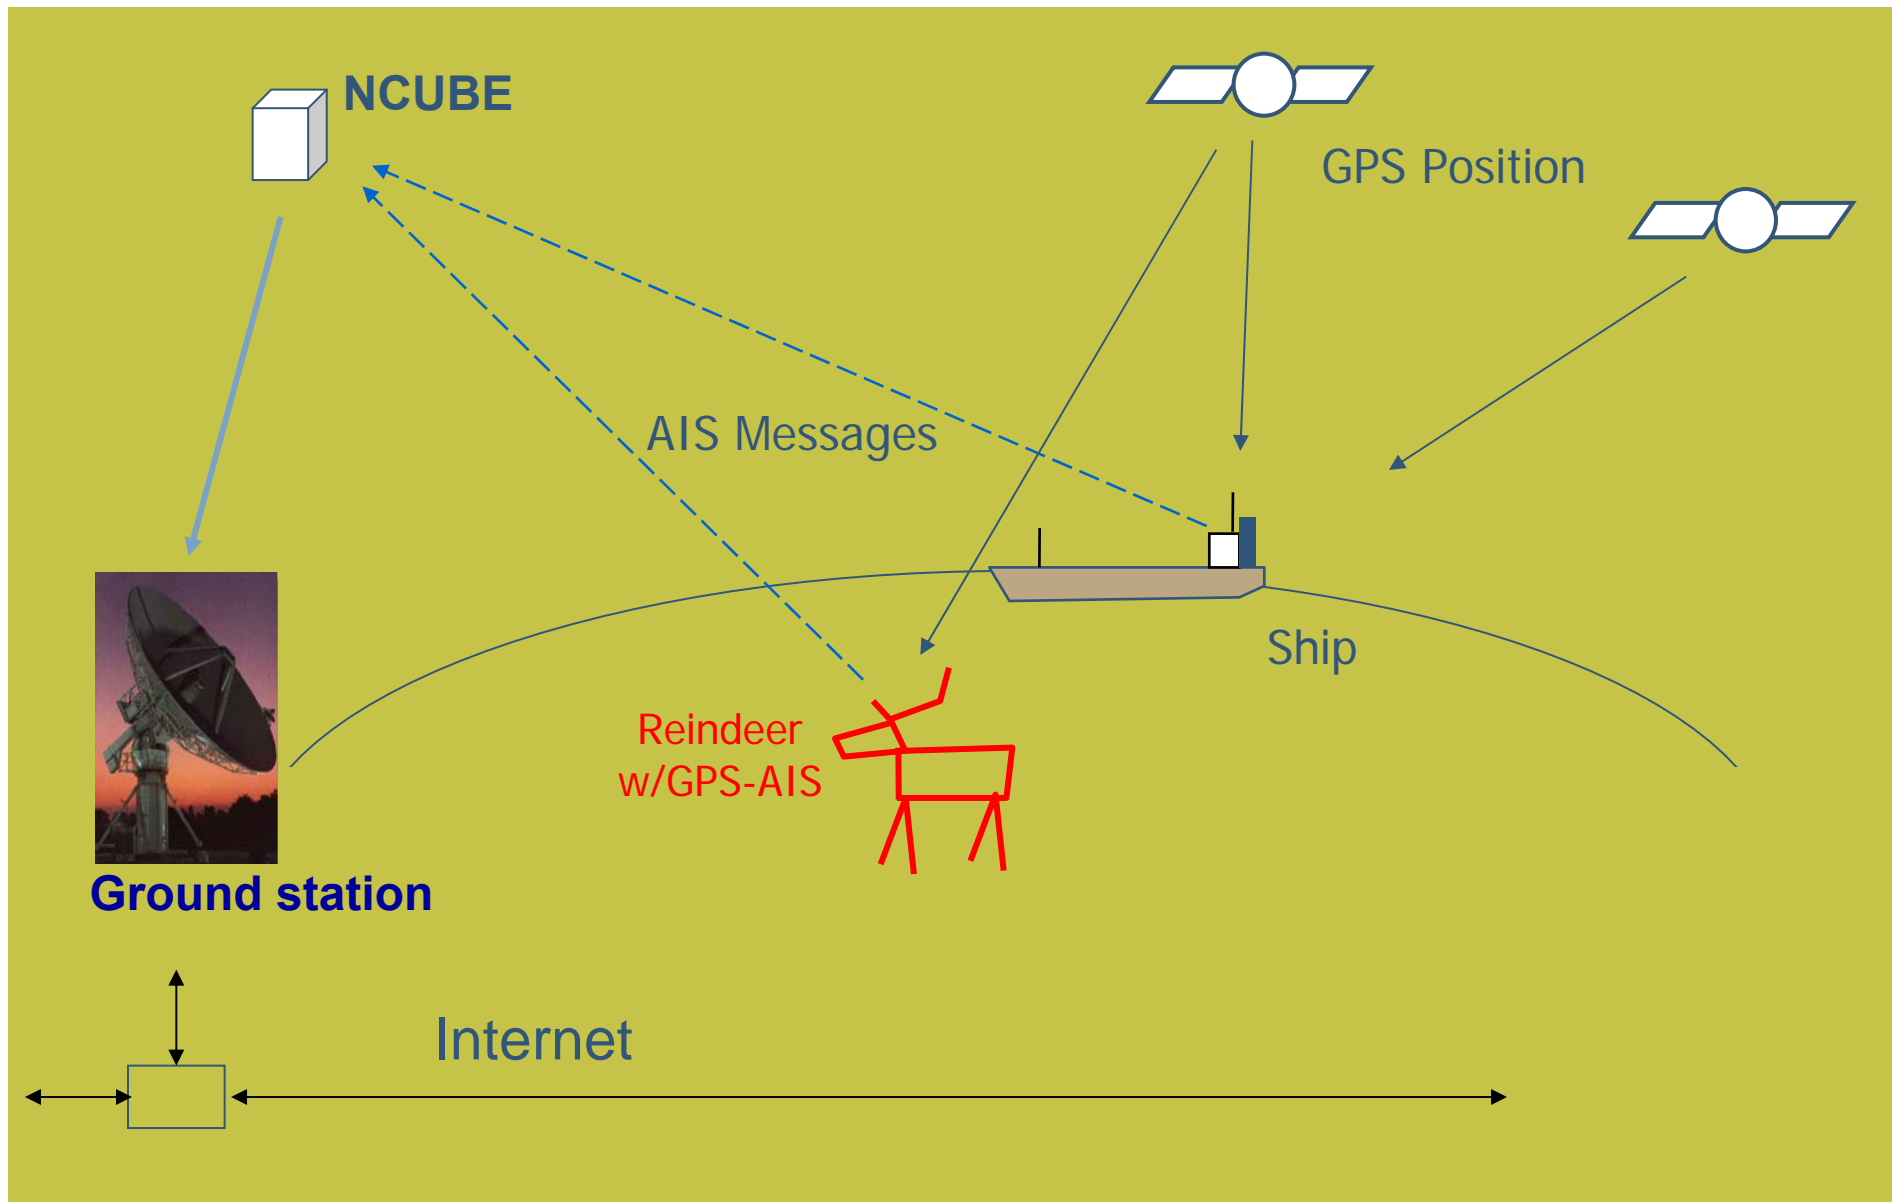 NCUBE
GPS Position
AIS Messages
Ship
Reindeer
w/GPS-AIS
Ground station
Internet